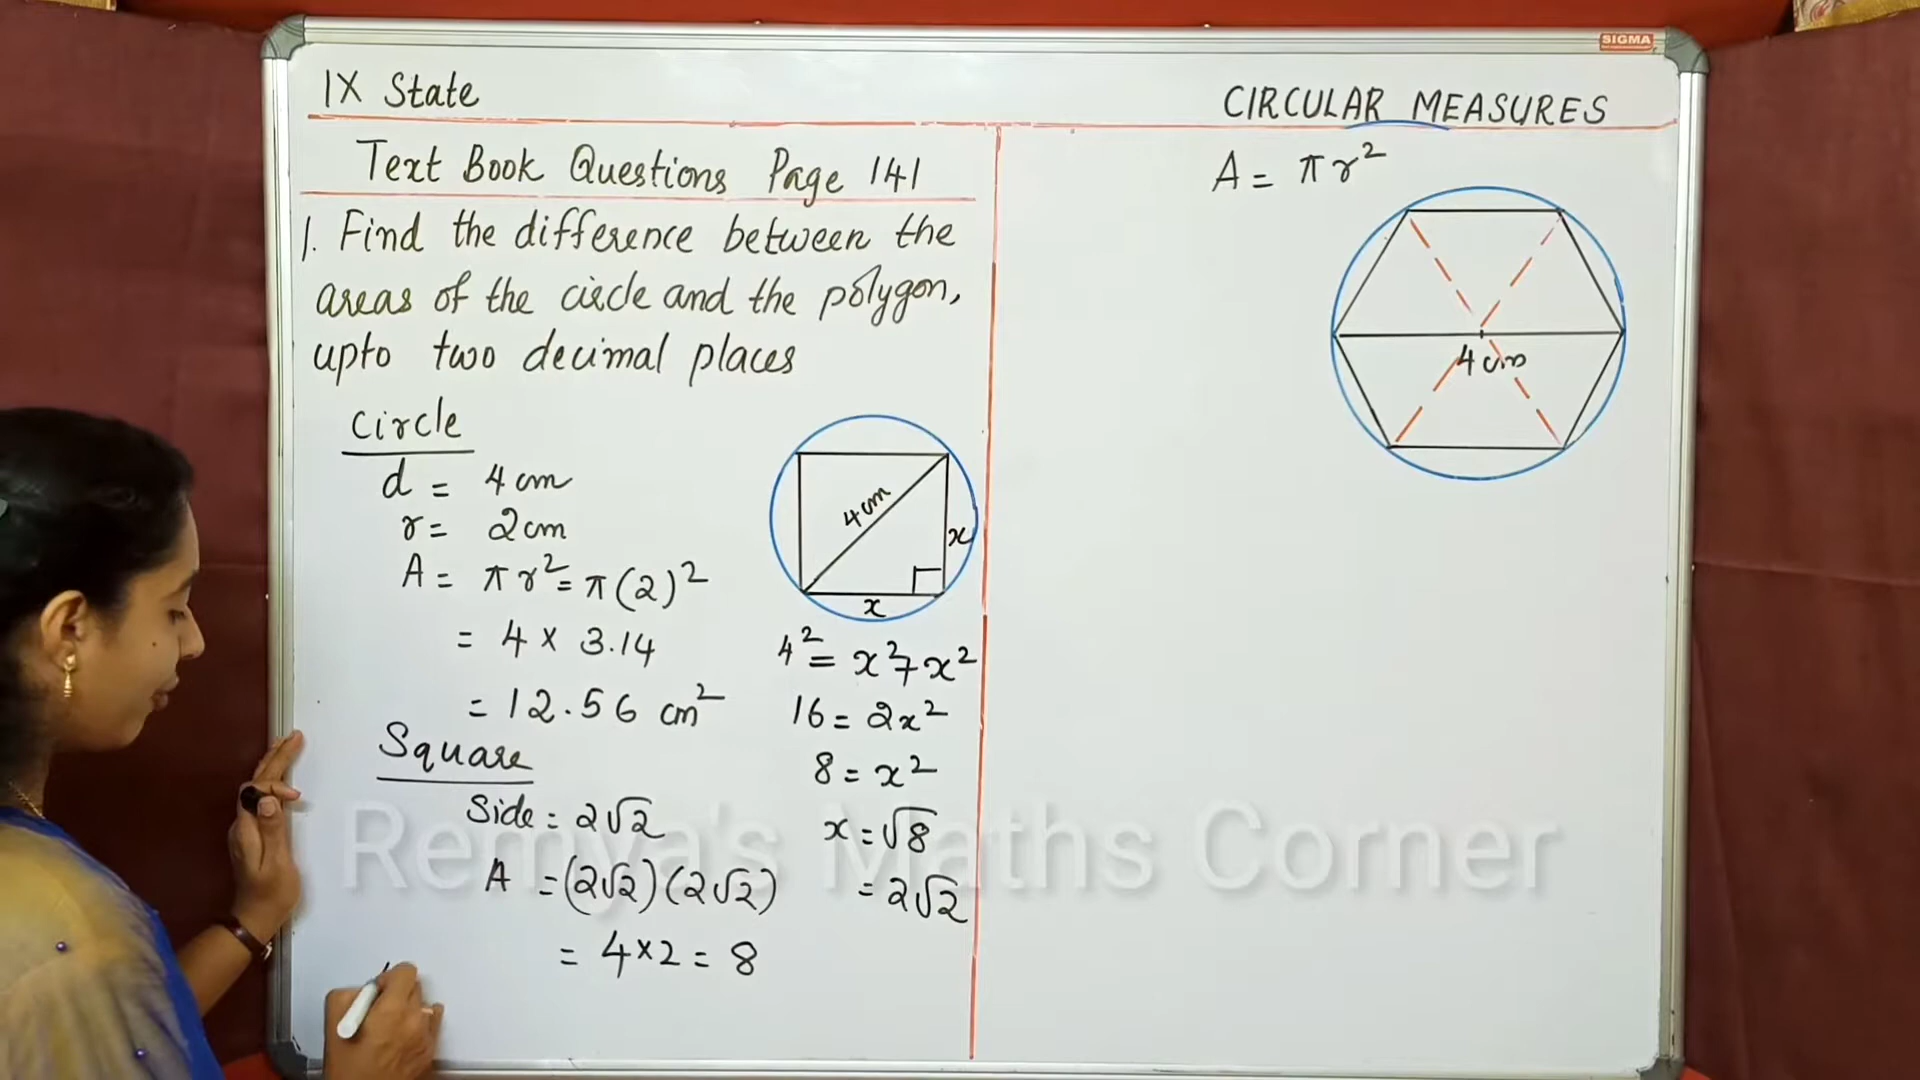 SIGMA
IX State
CIRCULAR MEASURES
Text Book Questions Page 141
1. Find the difference between the
areas of the circle and the polygon,
upto two decimal places
Circle
d = 4 cm
r = 2 cm
A = πr² = π(2)²
= 4 × 3.14
= 12.56 cm²
Square
Side = 2√2
A = (2√2)(2√2)
= 4×2 = 8
4cm
x
x
4² = x² + x²
16 = 2x²
8 = x²
x = √8
= 2√2
A = πr²
4 cm
Remya's Maths Corner